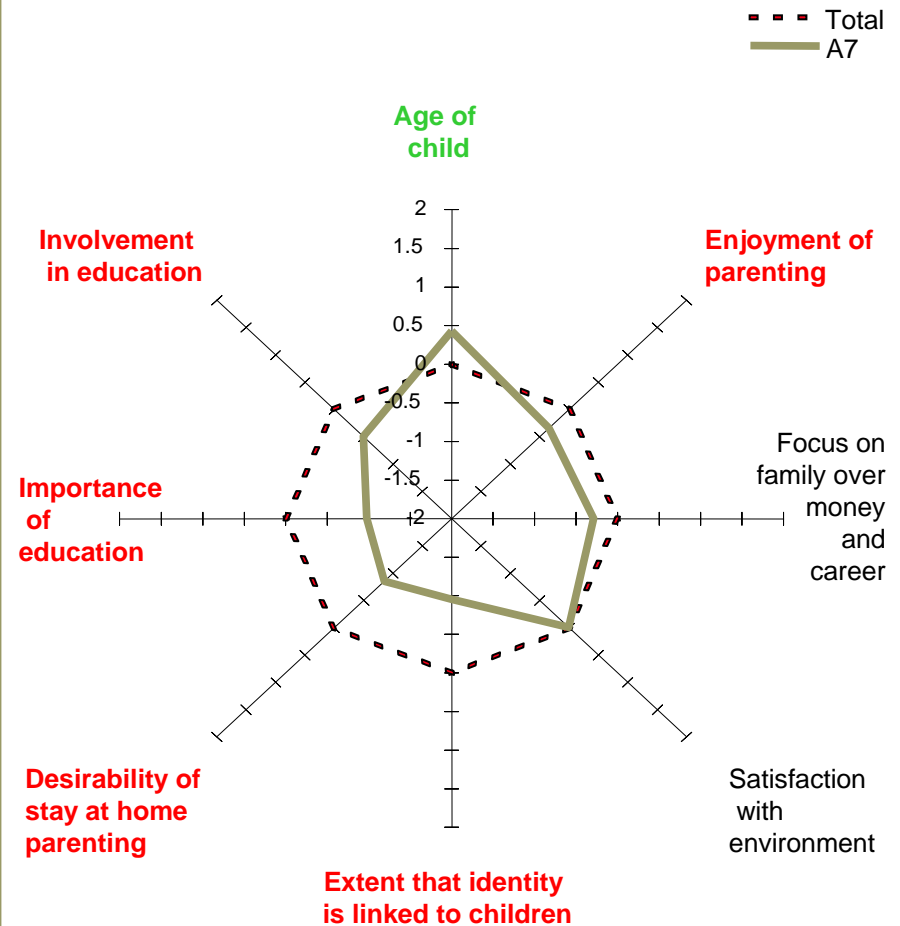 Total
A7
Age of
child
Involvement
in education
Enjoyment of
parenting
2
1.5
1
0.5
0
-0.5
-1
-1.5
-2
Importance
of
education
Focus on
family over
money
and
career
Desirability of
stay at home
parenting
Satisfaction
with
environment
Extent that identity
is linked to children